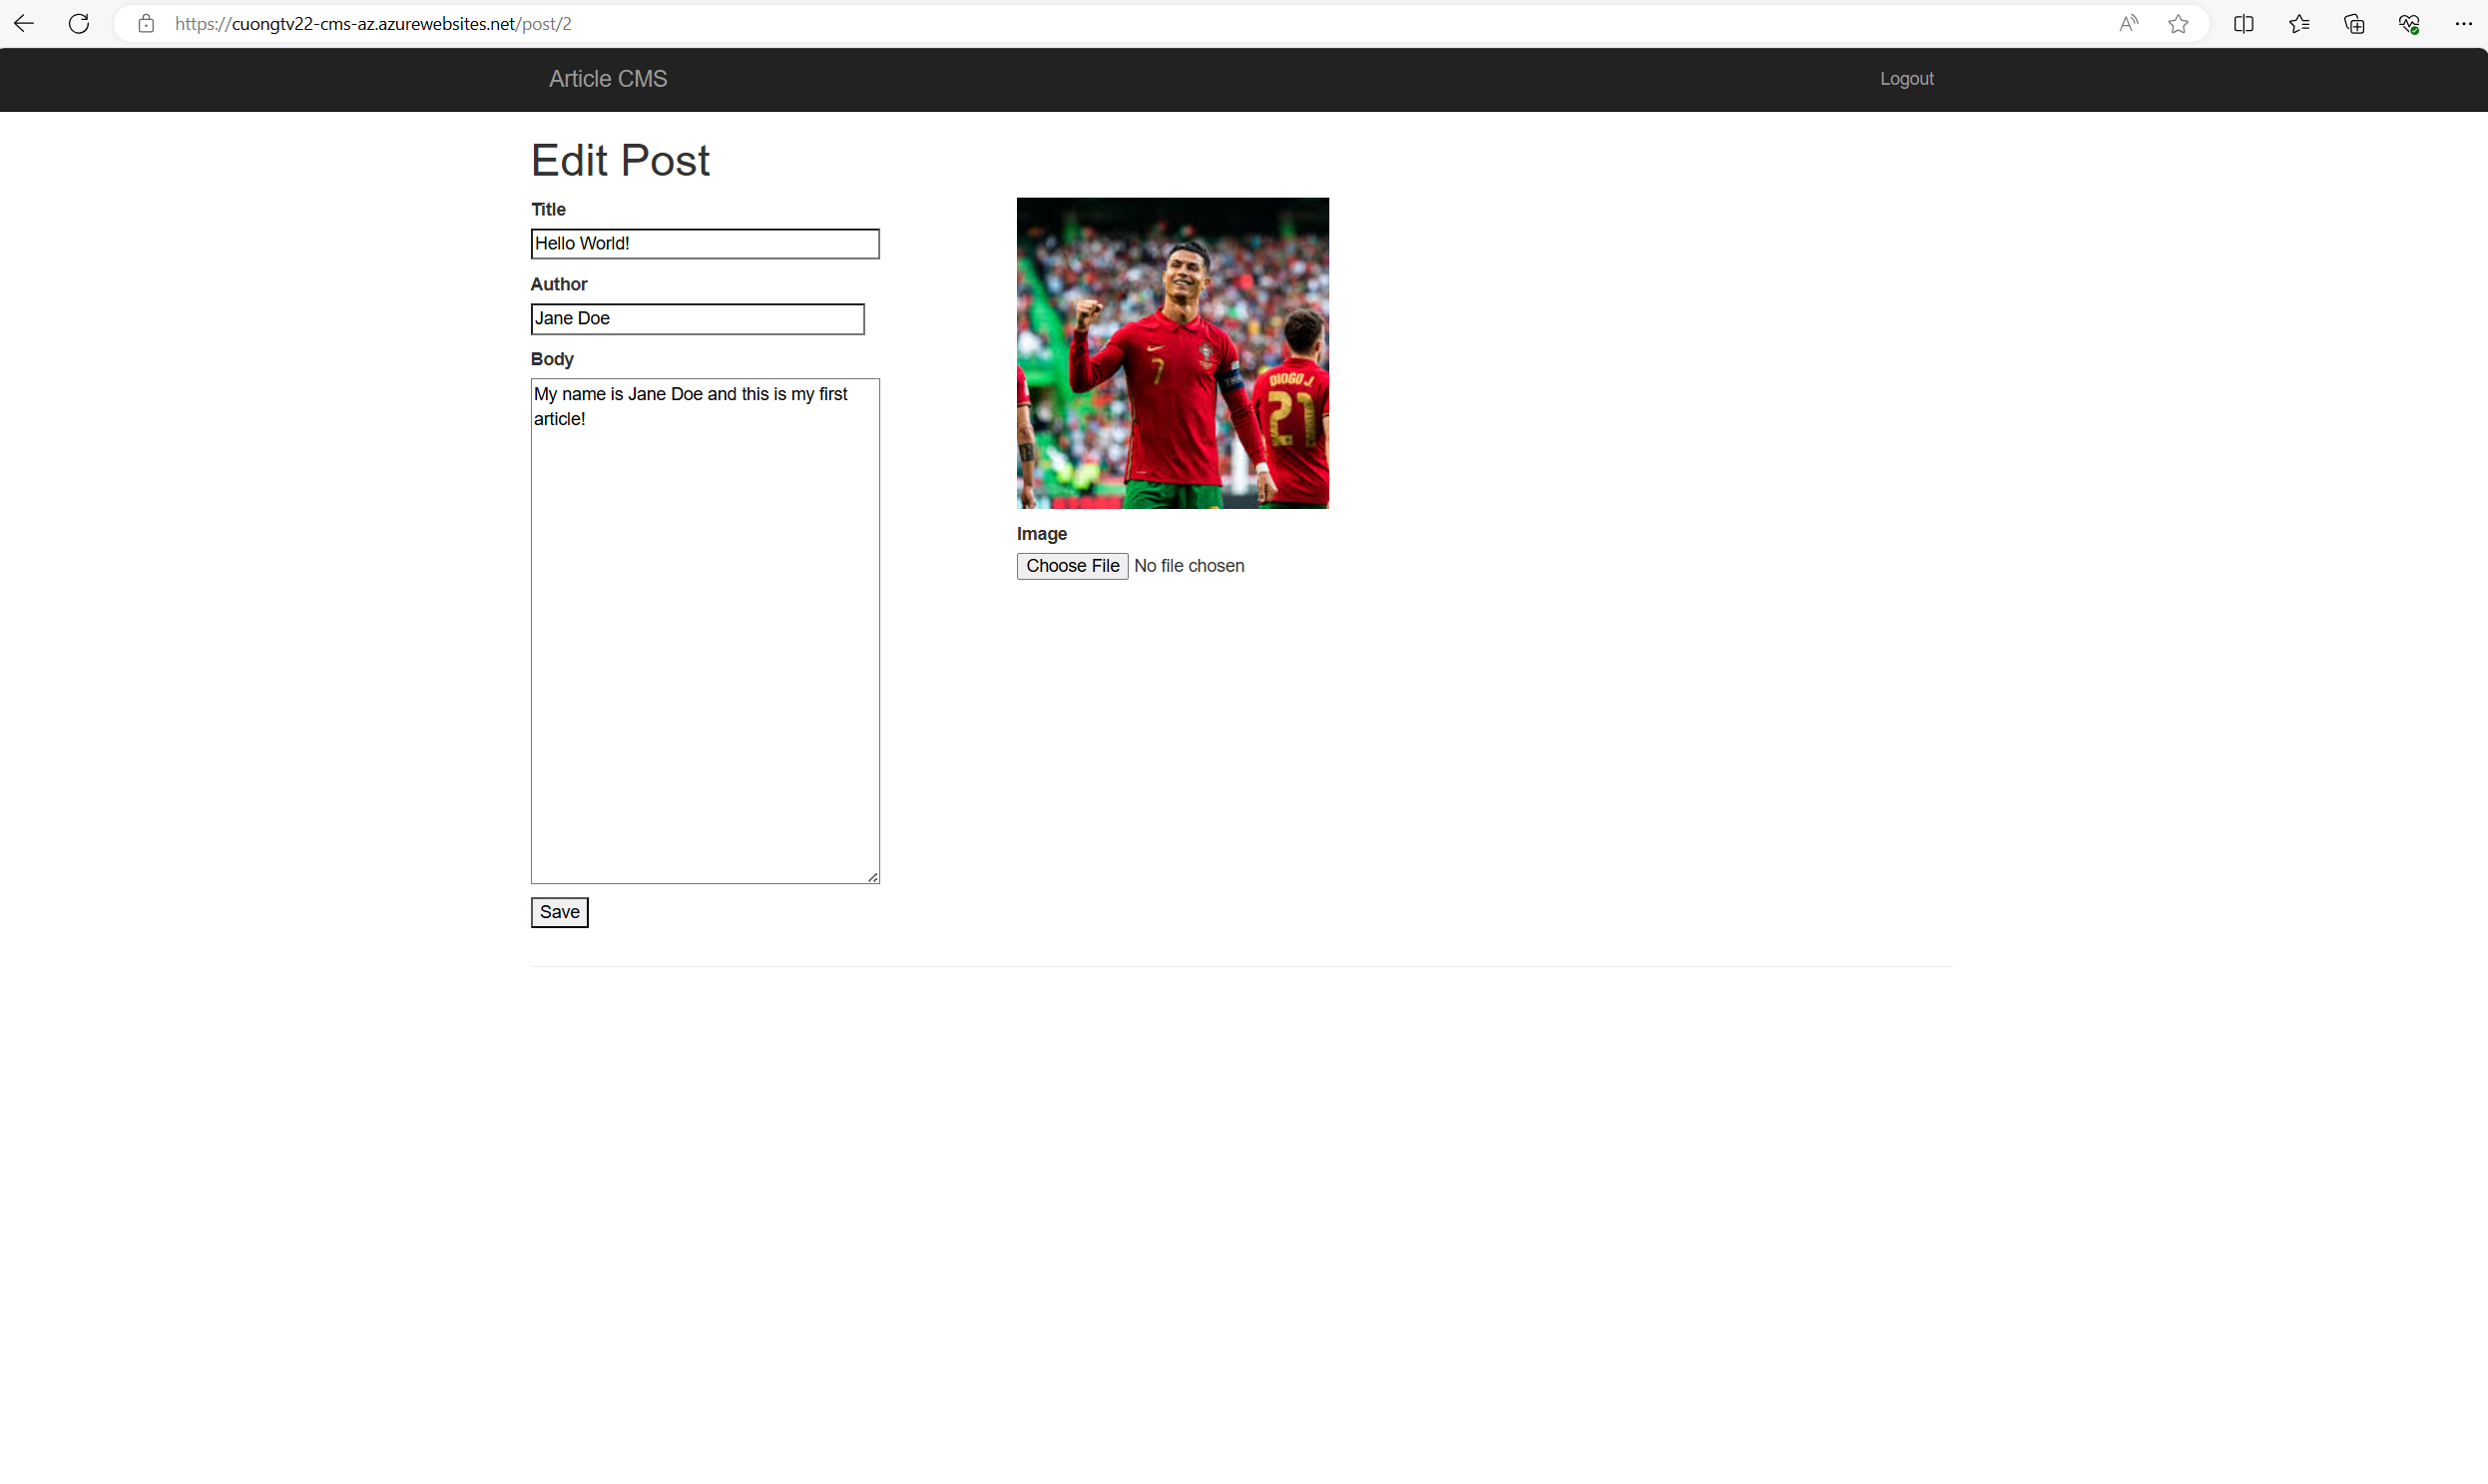 https://cuongtv22-cms-az.azurewebsites.net/post/2
Article CMS
Logout
Edit Post
Title
Hello World!
Author
Jane Doe
Body
My name is Jane Doe and this is my first
article!
Save
7
DIOGO J.
21
Image
Choose File No file chosen